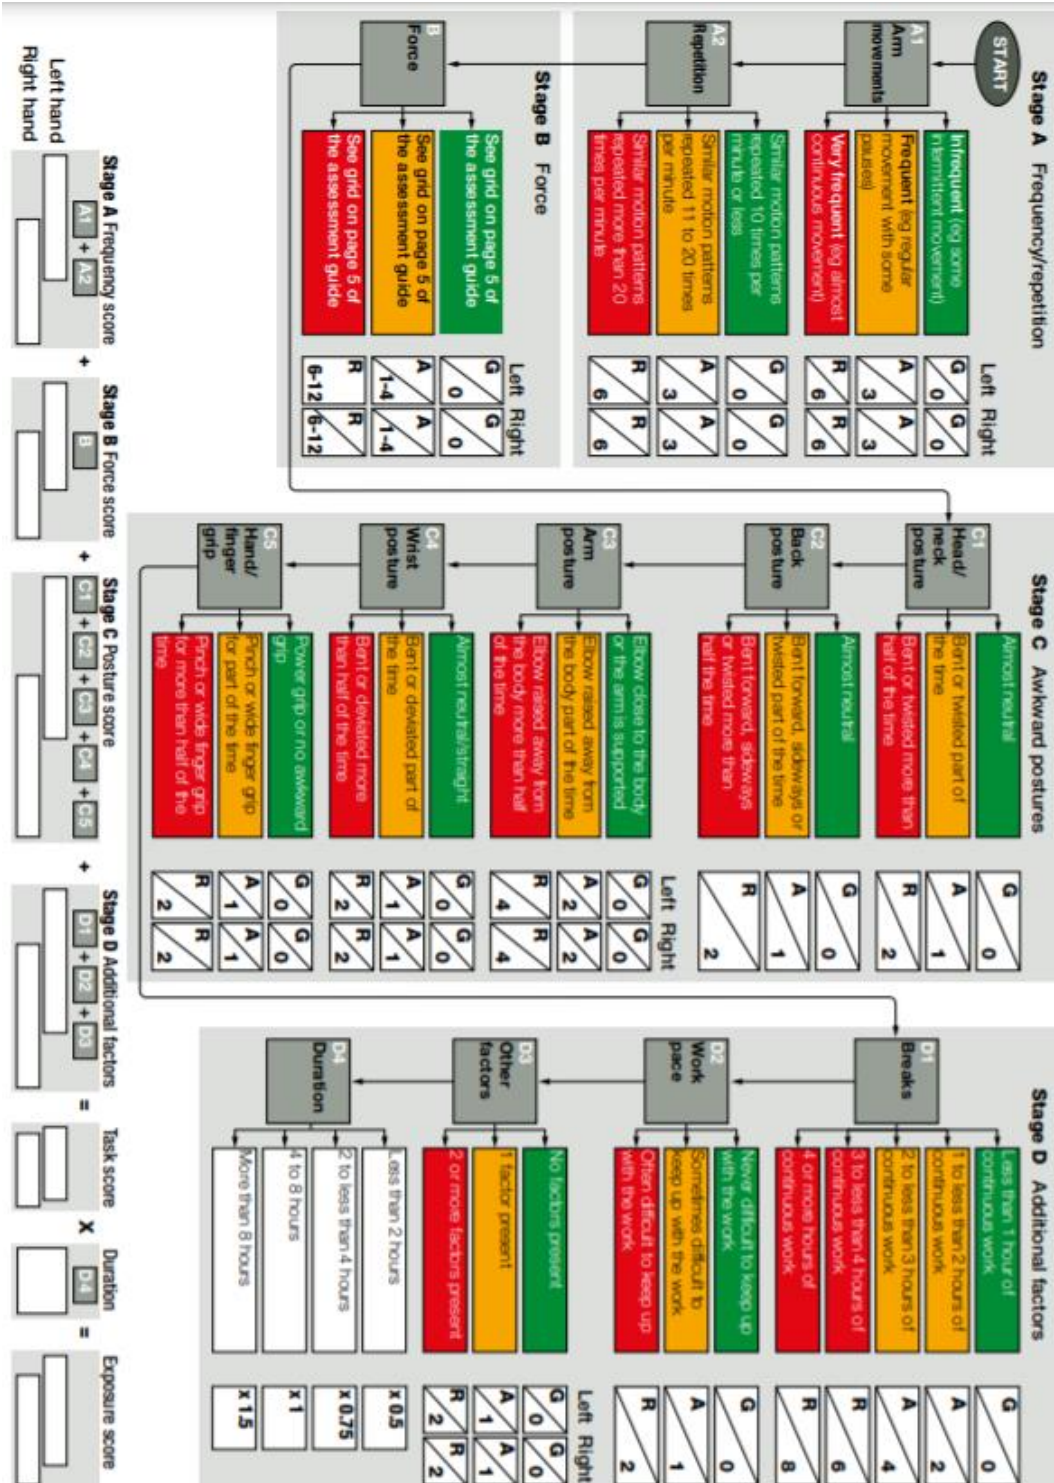 Stage A Frequency/repetition
START
A1
Arm
movements
Infrequent (eg some
intermittent movement)
Frequent (eg regular
movement with some
pauses)
Very frequent (eg almost
continuous movement)
Left Right
G 0 G 0
A 3 A 3
R 6 R 6
A2
Repetition
Similar motion patterns
repeated 10 times per
minute or less
Similar motion patterns
repeated 11 to 20 times
per minute
Similar motion patterns
repeated more than 20
times per minute
G 0 G 0
A 3 A 3
R 6 R 6
Stage B Force
B
Force
See grid on page 5 of
the assessment guide
See grid on page 5 of
the assessment guide
See grid on page 5 of
the assessment guide
Left Right
G 0 G 0
A 1-4 A 1-4
R 6-12 R 6-12
Stage C Awkward postures
C1
Head/
neck
posture
Almost neutral
Bent or twisted part of
the time
Bent or twisted more than
half of the time
G 0
A 1
R 2
C2
Back
posture
Almost neutral
Bent forward, sideways or
twisted part of the time
Bent forward, sideways
or twisted more than
half the time
G 0
A 1
R 2
C3
Arm
posture
Elbow close to the body
or the arm is supported
Elbow raised away from
the body part of the time
Elbow raised away from
the body more than half
of the time
Left Right
G 0 G 0
A 2 A 2
R 4 R 4
C4
Wrist
posture
Almost neutral/straight
Bent or deviated part of
the time
Bent or deviated more
than half of the time
G 0 G 0
A 1 A 1
R 2 R 2
C5
Hand/
finger
grip
Power grip or no awkward
grip
Pinch or wide finger grip
for part of the time
Pinch or wide finger grip
for more than half of the
time
G 0 G 0
A 1 A 1
R 2 R 2
Stage D Additional factors
D1
Breaks
Less than 1 hour of
continuous work
1 to less than 2 hours of
continuous work
2 to less than 3 hours of
continuous work
3 to less than 4 hours of
continuous work
4 or more hours of
continuous work
G 0
A 2
A 4
R 6
R 8
D2
Work
pace
Never difficult to keep up
with the work
Sometimes difficult to
keep up with the work
Often difficult to keep up
with the work
G 0
A 1
R 2
D3
Other
factors
No factors present
1 factor present
2 or more factors present
Left Right
G 0 G 0
A 1 A 1
R 2 R 2
D4
Duration
Less than 2 hours
2 to less than 4 hours
4 to 8 hours
More than 8 hours
x 0.5
x 0.75
x 1
x 1.5
Stage A Frequency score + Stage B Force score + Stage C Posture score + Stage D Additional factors = Task score X Duration = Exposure score
A1 + A2 B C1 + C2 + C3 + C4 + C5 D1 + D2 + D3 D4
Left hand
Right hand